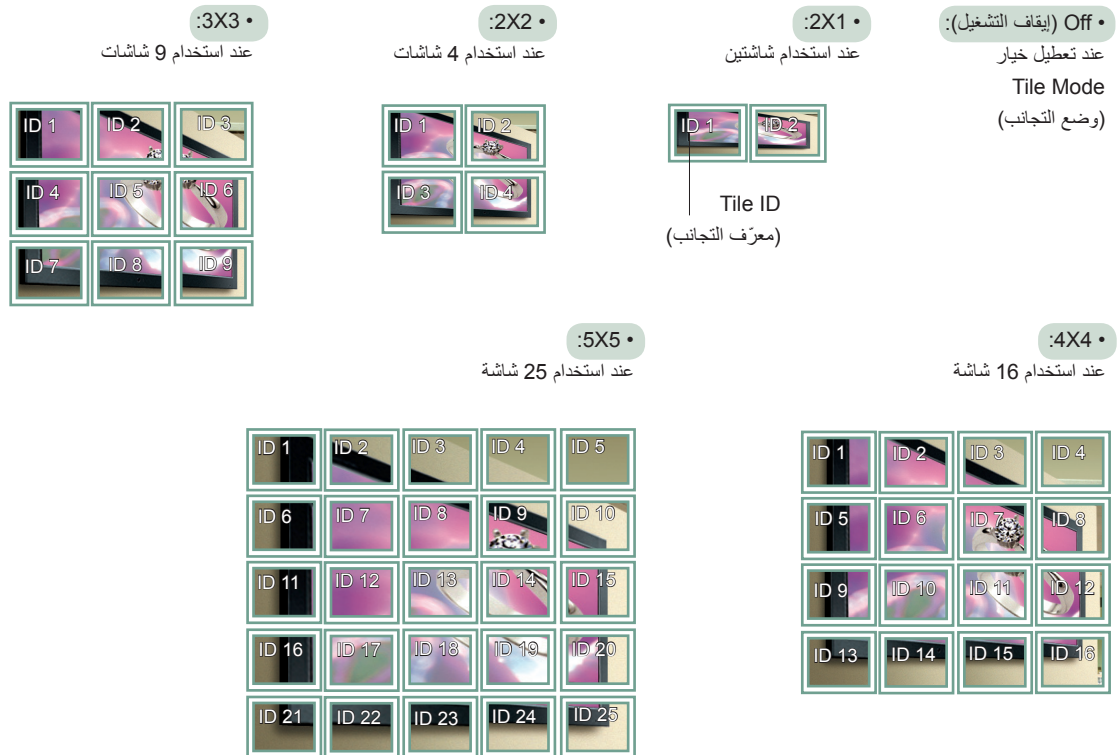 • Off (إيقاف التشغيل):
عند تعطيل خيار
Tile Mode
(وضع التجانب)
• 2X1:
عند استخدام شاشتين
ID 1
ID 2
Tile ID
(معرّف التجانب)
• 2X2:
عند استخدام 4 شاشات
ID 1
ID 2
ID 3
ID 4
• 3X3:
عند استخدام 9 شاشات
ID 1
ID 2
ID 3
ID 4
ID 5
ID 6
ID 7
ID 8
ID 9
• 4X4:
عند استخدام 16 شاشة
ID 1
ID 2
ID 3
ID 4
ID 5
ID 6
ID 7
ID 8
ID 9
ID 10
ID 11
ID 12
ID 13
ID 14
ID 15
ID 16
• 5X5:
عند استخدام 25 شاشة
ID 1
ID 2
ID 3
ID 4
ID 5
ID 6
ID 7
ID 8
ID 9
ID 10
ID 11
ID 12
ID 13
ID 14
ID 15
ID 16
ID 17
ID 18
ID 19
ID 20
ID 21
ID 22
ID 23
ID 24
ID 25